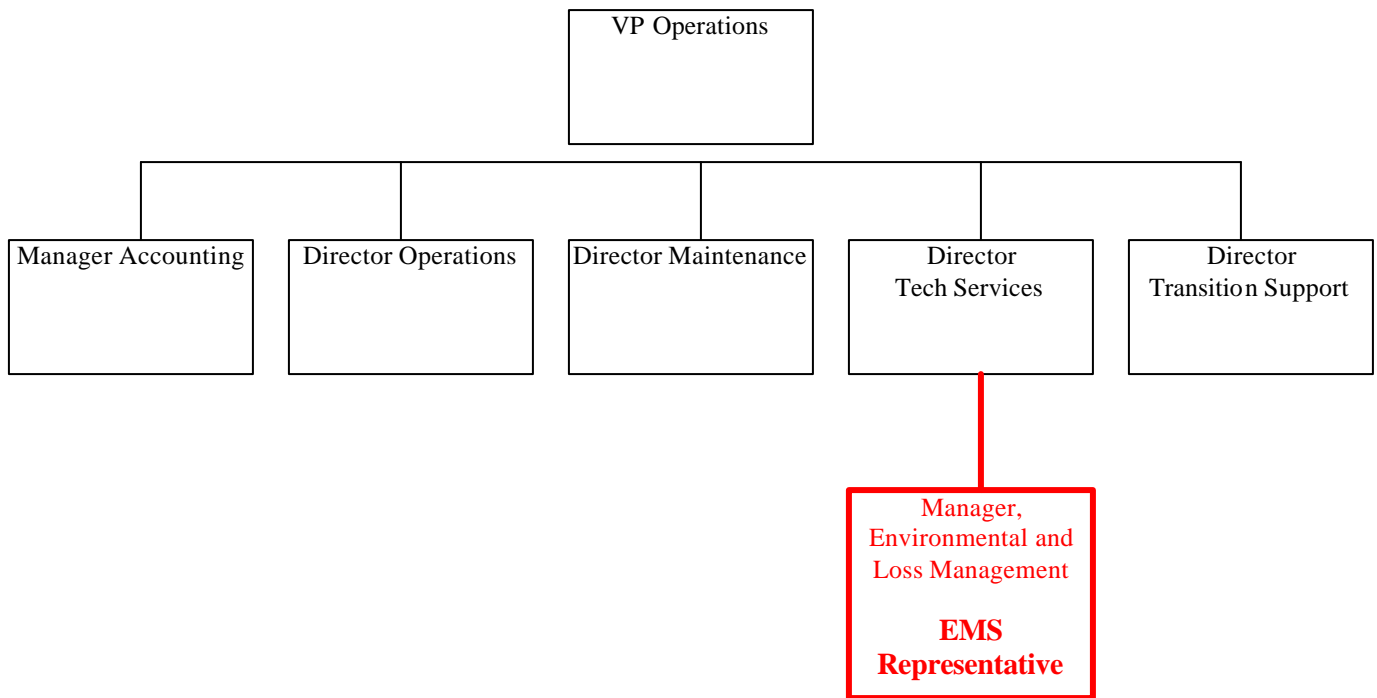 VP Operations
Manager Accounting
Director Operations
Director Maintenance
Director
Tech Services
Director
Transition Support
Manager,
Environmental and
Loss Management
EMS
Representative